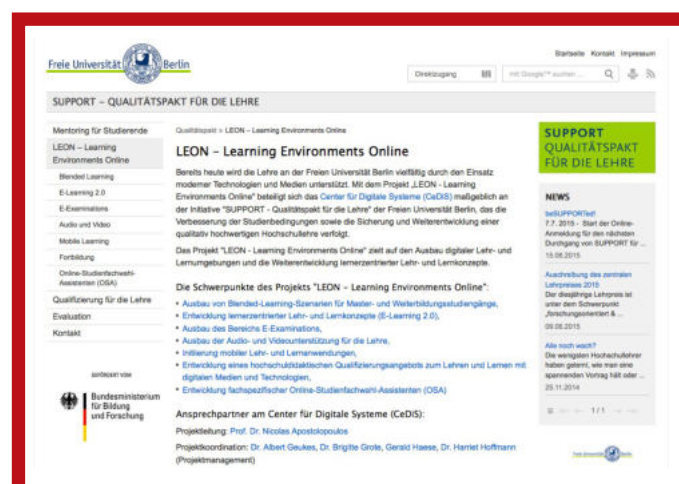 Freie Universität Berlin
Startseite Kontakt Impressum
Direktzugang
mit Google™ suchen ...
SUPPORT – QUALITÄTSPAKT FÜR DIE LEHRE
Mentoring für Studierende
LEON – Learning
Environments Online
Blended Learning
E-Learning 2.0
E-Examinations
Audio und Video
Mobile Learning
Fortbildung
Online-Studienfachwahl-
Assistenten (OSA)
Qualifizierung für die Lehre
Evaluation
Kontakt
GEFÖRDERT VOM
Bundesministerium
für Bildung
und Forschung
Qualitätspakt » LEON – Learning Environments Online
LEON – Learning Environments Online
Bereits heute wird die Lehre an der Freien Universität Berlin vielfältig durch den Einsatz
moderner Technologien und Medien unterstützt. Mit dem Projekt „LEON - Learning
Environments Online“ beteiligt sich das Center für Digitale Systeme (CeDiS) maßgeblich an
der Initiative "SUPPORT - Qualitätspakt für die Lehre" der Freien Universität Berlin, das die
Verbesserung der Studienbedingungen sowie die Sicherung und Weiterentwicklung einer
qualitativ hochwertigen Hochschullehre verfolgt.
Das Projekt "LEON - Learning Environments Online" zielt auf den Ausbau digitaler Lehr- und
Lernumgebungen und die Weiterentwicklung lernerzentrierter Lehr- und Lernkonzepte.
Die Schwerpunkte des Projekts "LEON – Learning Environments Online":
• Ausbau von Blended-Learning-Szenarien für Master- und Weiterbildungsstudiengänge,
• Entwicklung lernerzentrierter Lehr- und Lernkonzepte (E-Learning 2.0),
• Ausbau des Bereichs E-Examinations,
• Ausbau der Audio- und Videounterstützung für die Lehre,
• Initiierung mobiler Lehr- und Lernanwendungen,
• Entwicklung eines hochschuldidaktischen Qualifizierungsangebots zum Lehren und Lernen mit
digitalen Medien und Technologien,
• Entwicklung fachspezifischer Online-Studienfachwahl-Assistenten (OSA)
Ansprechpartner am Center für Digitale Systeme (CeDiS):
Projektleitung: Prof. Dr. Nicolas Apostolopoulos
Projektkoordination: Dr. Albert Geukes, Dr. Brigitte Grote, Gerald Haese, Dr. Harriet Hoffmann
(Projektmanagement)
SUPPORT
QUALITÄTSPAKT
FÜR DIE LEHRE
NEWS
beSUPPORTed!
7.7. 2015 - Start der Online-
Anmeldung für den nächsten
Durchgang von SUPPORT für ...
15.06.2015
Ausschreibung des zentralen
Lehrpreises 2015
Der diesjährige Lehrpreis ist
unter dem Schwerpunkt
„forschungsorientiert & ...
09.06.2015
Alle noch wach?
Die wenigsten Hochschullehrer
haben gelernt, wie man eine
spannenden Vortrag hält oder ...
25.11.2014
1/1
Freie Universität Berlin